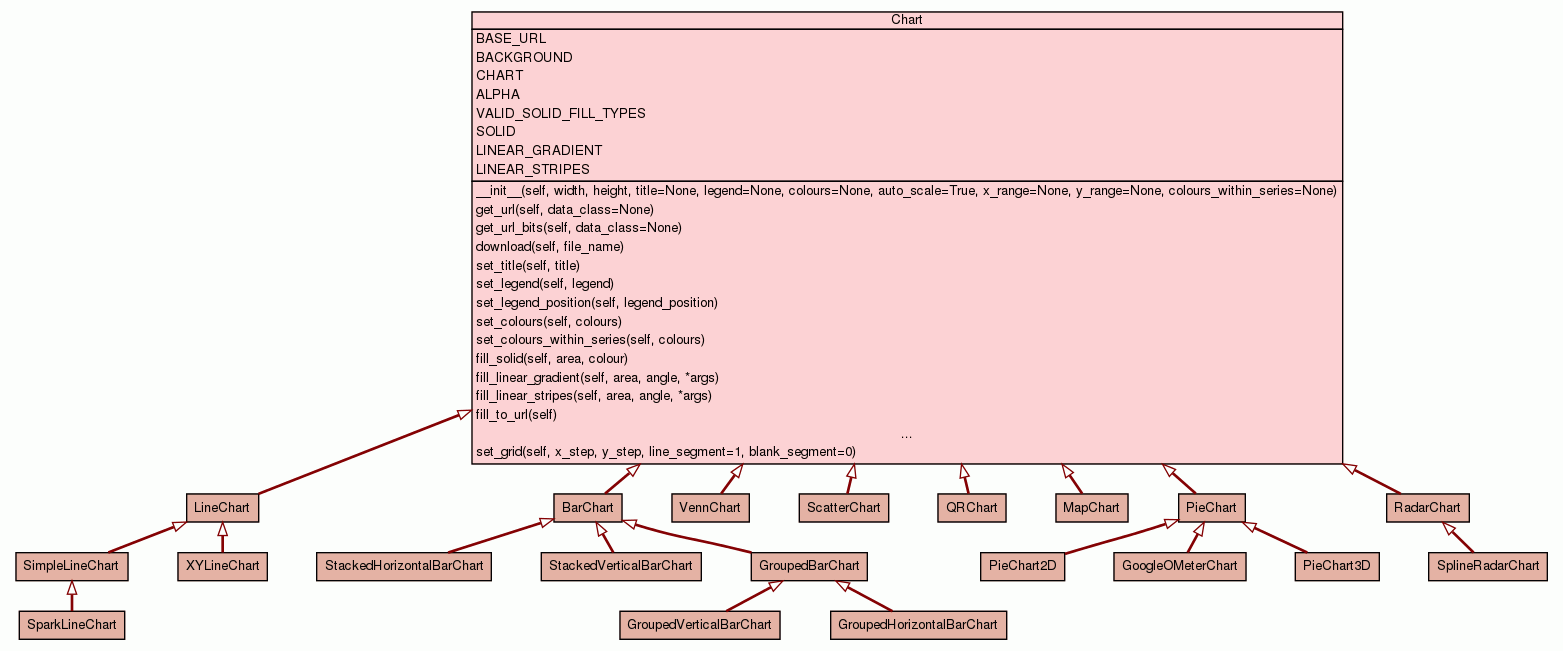 Chart
BASE_URL
BACKGROUND
CHART
ALPHA
VALID_SOLID_FILL_TYPES
SOLID
LINEAR_GRADIENT
LINEAR_STRIPES
__init__(self, width, height, title=None, legend=None, colours=None, auto_scale=True, x_range=None, y_range=None, colours_within_series=None)
get_url(self, data_class=None)
get_url_bits(self, data_class=None)
download(self, file_name)
set_title(self, title)
set_legend(self, legend)
set_legend_position(self, legend_position)
set_colours(self, colours)
set_colours_within_series(self, colours)
fill_solid(self, area, colour)
fill_linear_gradient(self, area, angle, *args)
fill_linear_stripes(self, area, angle, *args)
fill_to_url(self)
...
set_grid(self, x_step, y_step, line_segment=1, blank_segment=0)
LineChart
BarChart
VennChart
ScatterChart
QRChart
MapChart
PieChart
RadarChart
SimpleLineChart
XYLineChart
StackedHorizontalBarChart
StackedVerticalBarChart
GroupedBarChart
PieChart2D
GoogleOMeterChart
PieChart3D
SplineRadarChart
SparkLineChart
GroupedVerticalBarChart
GroupedHorizontalBarChart